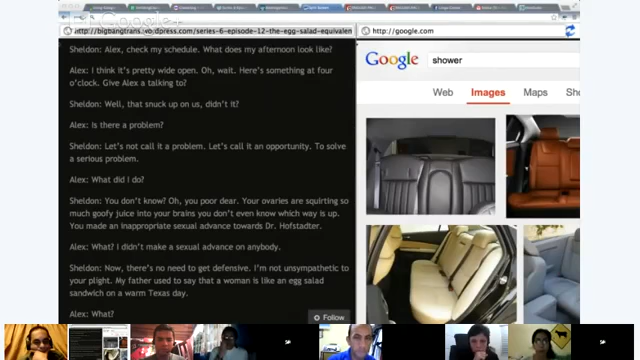 http://bigbangtrans.wordpress.com/series-6-episode-12-the-egg-salad-equivalen
http://google.com
Sheldon: Alex, check my schedule. What does my afternoon look like?
Alex: I think it's pretty wide open. Oh, wait. Here's something at four
o'clock. Give Alex a talking to?
Sheldon: Well, that snuck up on us, didn't it?
Alex: Is there a problem?
Sheldon: Let's not call it a problem. Let's call it an opportunity. To solve
a serious problem.
Alex: What did I do?
Sheldon: You don't know? Oh, you poor dear. Your ovaries are squirting so
much goofy juice into your brains you don't even know which way is up.
You made an inappropriate sexual advance towards Dr. Hofstadter.
Alex: What? I didn't make a sexual advance on anybody.
Sheldon: Now, there's no need to get defensive. I'm not unsympathetic to
your plight. My father used to say that a woman is like an egg salad
sandwich on a warm Texas day.
Alex: What?
Follow
Google
shower
Web Images Maps Sho